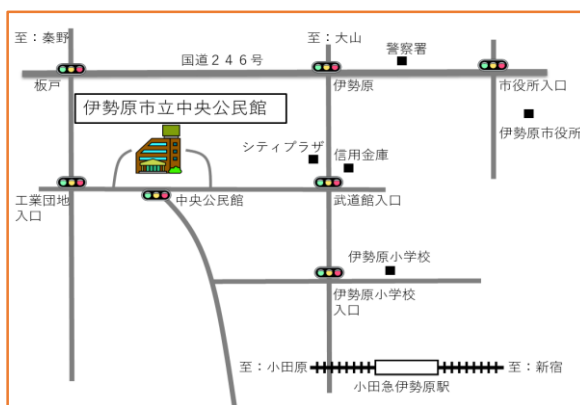 至：秦野
至：大山
国道２４６号
警察署
板戸
伊勢原
市役所入口
伊勢原市立中央公民館
伊勢原市役所
シティプラザ
信用金庫
工業団地
入口
中央公民館
武道館入口
伊勢原小学校
伊勢原小学校
入口
至：小田原
至：新宿
小田急伊勢原駅